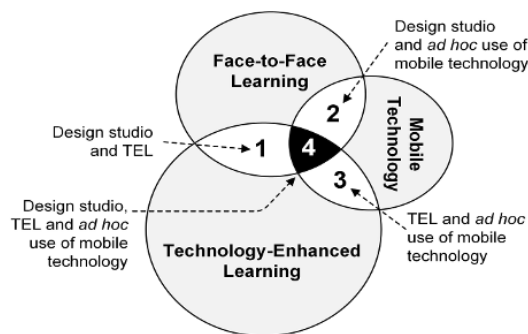 Design studio
and ad hoc use of
mobile technology
Face-to-Face
Learning
2
Mobile
Technology
Design studio
and TEL
1
4
3
Design studio,
TEL and ad hoc
use of mobile
technology
TEL and ad hoc
use of mobile
technology
Technology-Enhanced
Learning